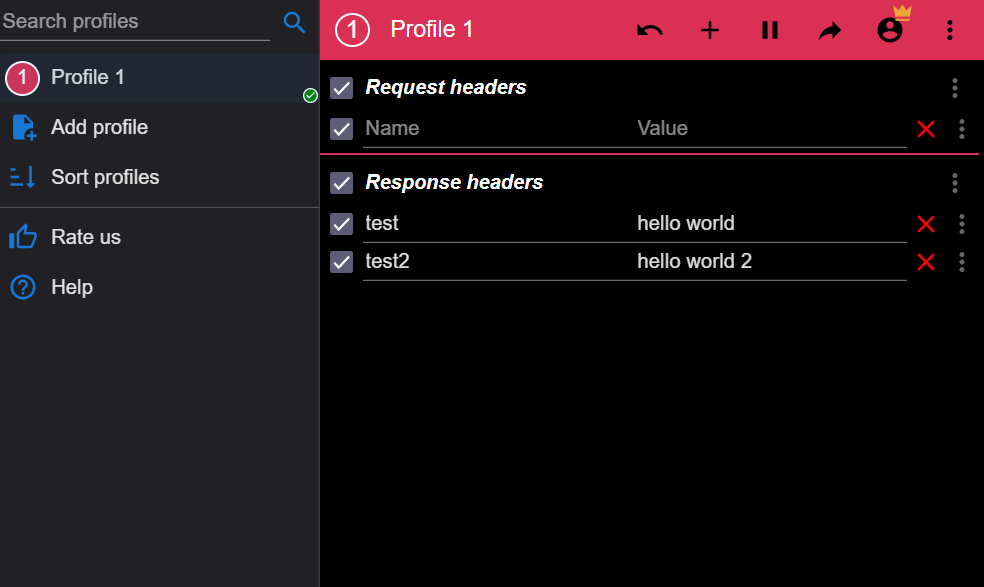 Search profiles
1 Profile 1
Add profile
Sort profiles
Rate us
Help
1 Profile 1
Request headers
Name Value
Response headers
test hello world
test2 hello world 2